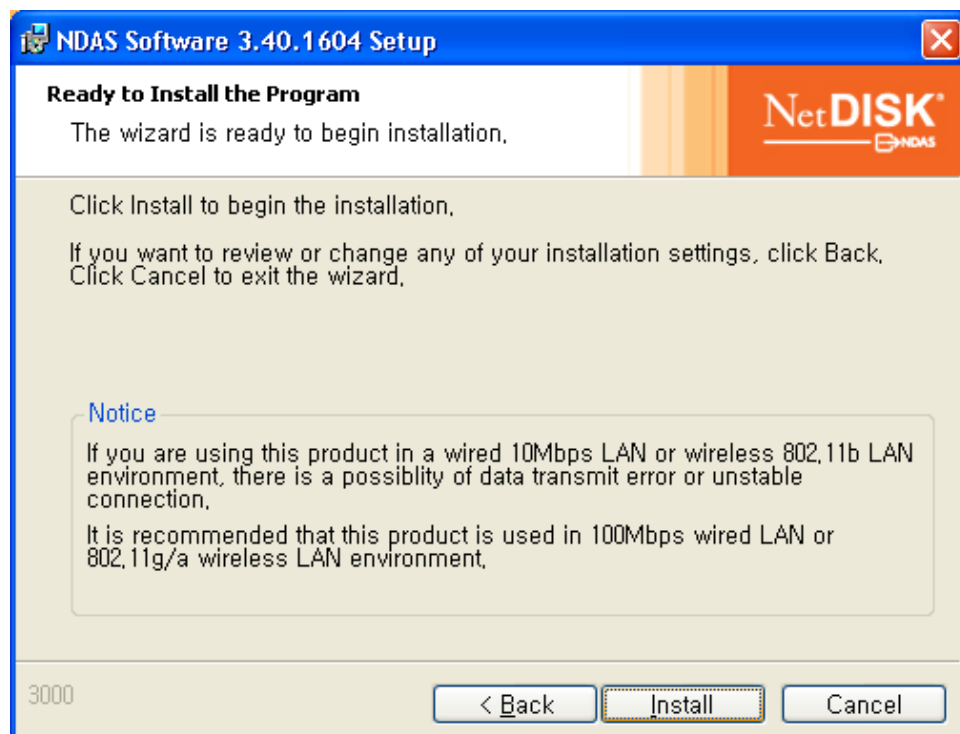 NDAS Software 3.40.1604 Setup
Ready to Install the Program
The wizard is ready to begin installation.
NetDISK®
NDAS
Click Install to begin the installation.
If you want to review or change any of your installation settings, click Back.
Click Cancel to exit the wizard.
Notice
If you are using this product in a wired 10Mbps LAN or wireless 802.11b LAN
environment, there is a possiblity of data transmit error or unstable
connection.
It is recommended that this product is used in 100Mbps wired LAN or
802.11g/a wireless LAN environment.
3000
< Back
Install
Cancel